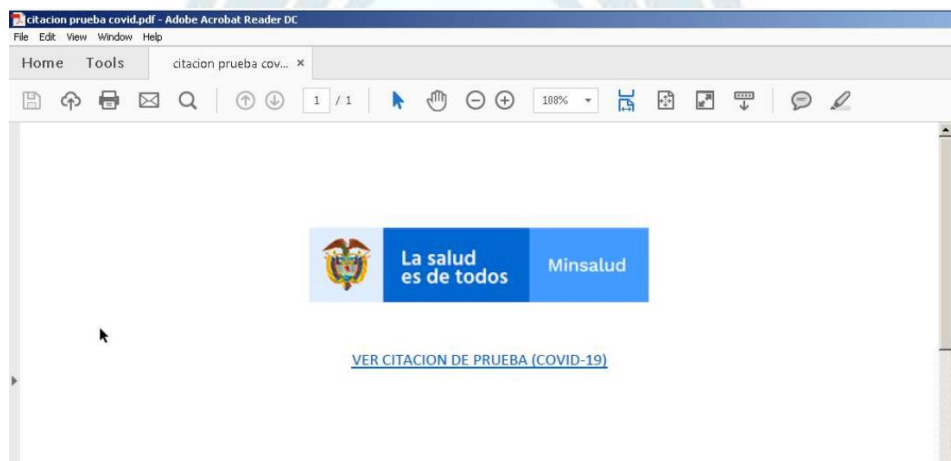 citacion prueba covid.pdf - Adobe Acrobat Reader DC
File Edit View Window Help
Home Tools citacion prueba cov... ×
1 / 1 108%
La salud
es de todos
Minsalud
VER CITACION DE PRUEBA (COVID-19)